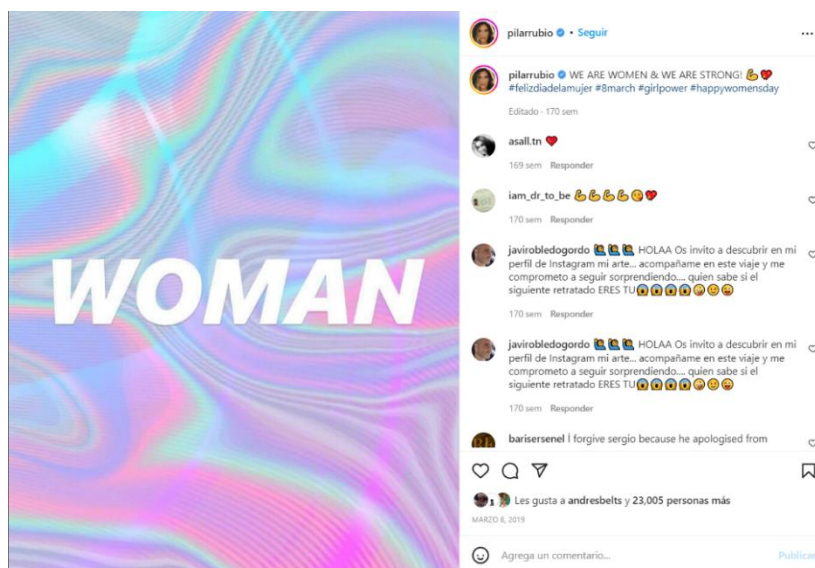 WOMAN
pilarrubio • Seguir
pilarrubio WE ARE WOMEN & WE ARE STRONG! 💪💖
#felizdiadelamujer #8march #girlpower #happywomensday
Editado · 170 sem
asall.tn ❤️
169 sem Responder
iam_dr_to_be 💪💪💪💪😘💖
170 sem Responder
javirobledogordo 🙋🙋🙋 HOLAA Os invito a descubrir en mi
perfil de Instagram mi arte... acompañame en este viaje y me
comprometo a seguir sorprendiendo.... quien sabe si el
siguiente retratado ERES TU😱😱😱😱🤪🤨😜
170 sem Responder
javirobledogordo 🙋🙋🙋 HOLAA Os invito a descubrir en mi
perfil de Instagram mi arte... acompañame en este viaje y me
comprometo a seguir sorprendiendo.... quien sabe si el
siguiente retratado ERES TU😱😱😱😱🤪🤨😜
170 sem Responder
barisersenel İ forgive sergio because he apologised from
Les gusta a andresbelts y 23,005 personas más
MARZO 6, 2019
Agrega un comentario...
Publicar